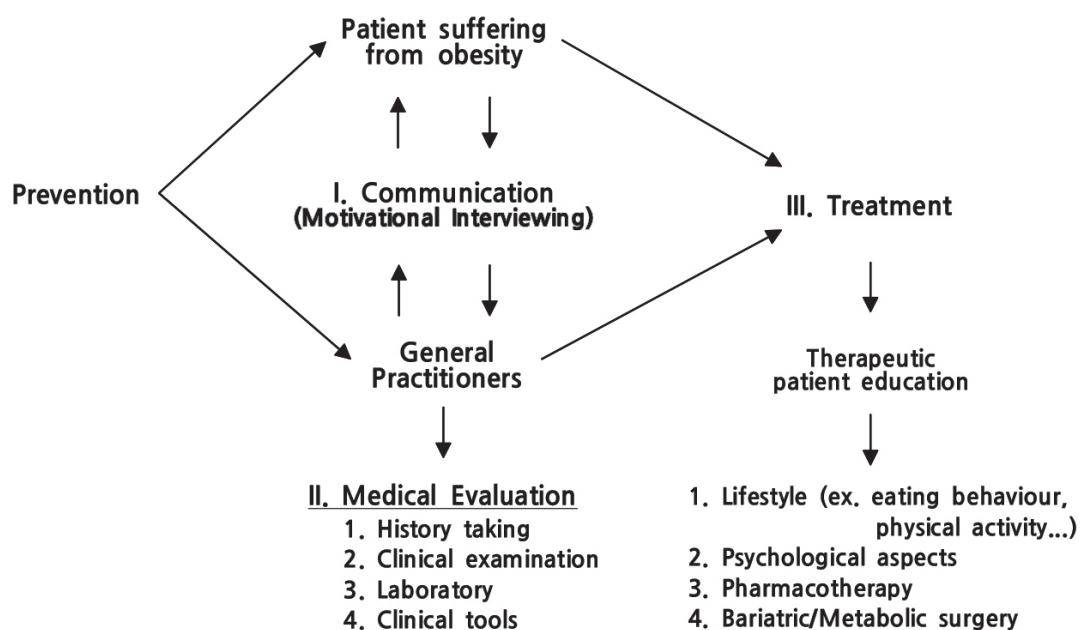 Patient suffering
from obesity
Prevention
I. Communication
(Motivational Interviewing)
III. Treatment
General
Practitioners
Therapeutic
patient education
II. Medical Evaluation
1. History taking
2. Clinical examination
3. Laboratory
4. Clinical tools
1. Lifestyle (ex. eating behaviour,
physical activity...)
2. Psychological aspects
3. Pharmacotherapy
4. Bariatric/Metabolic surgery